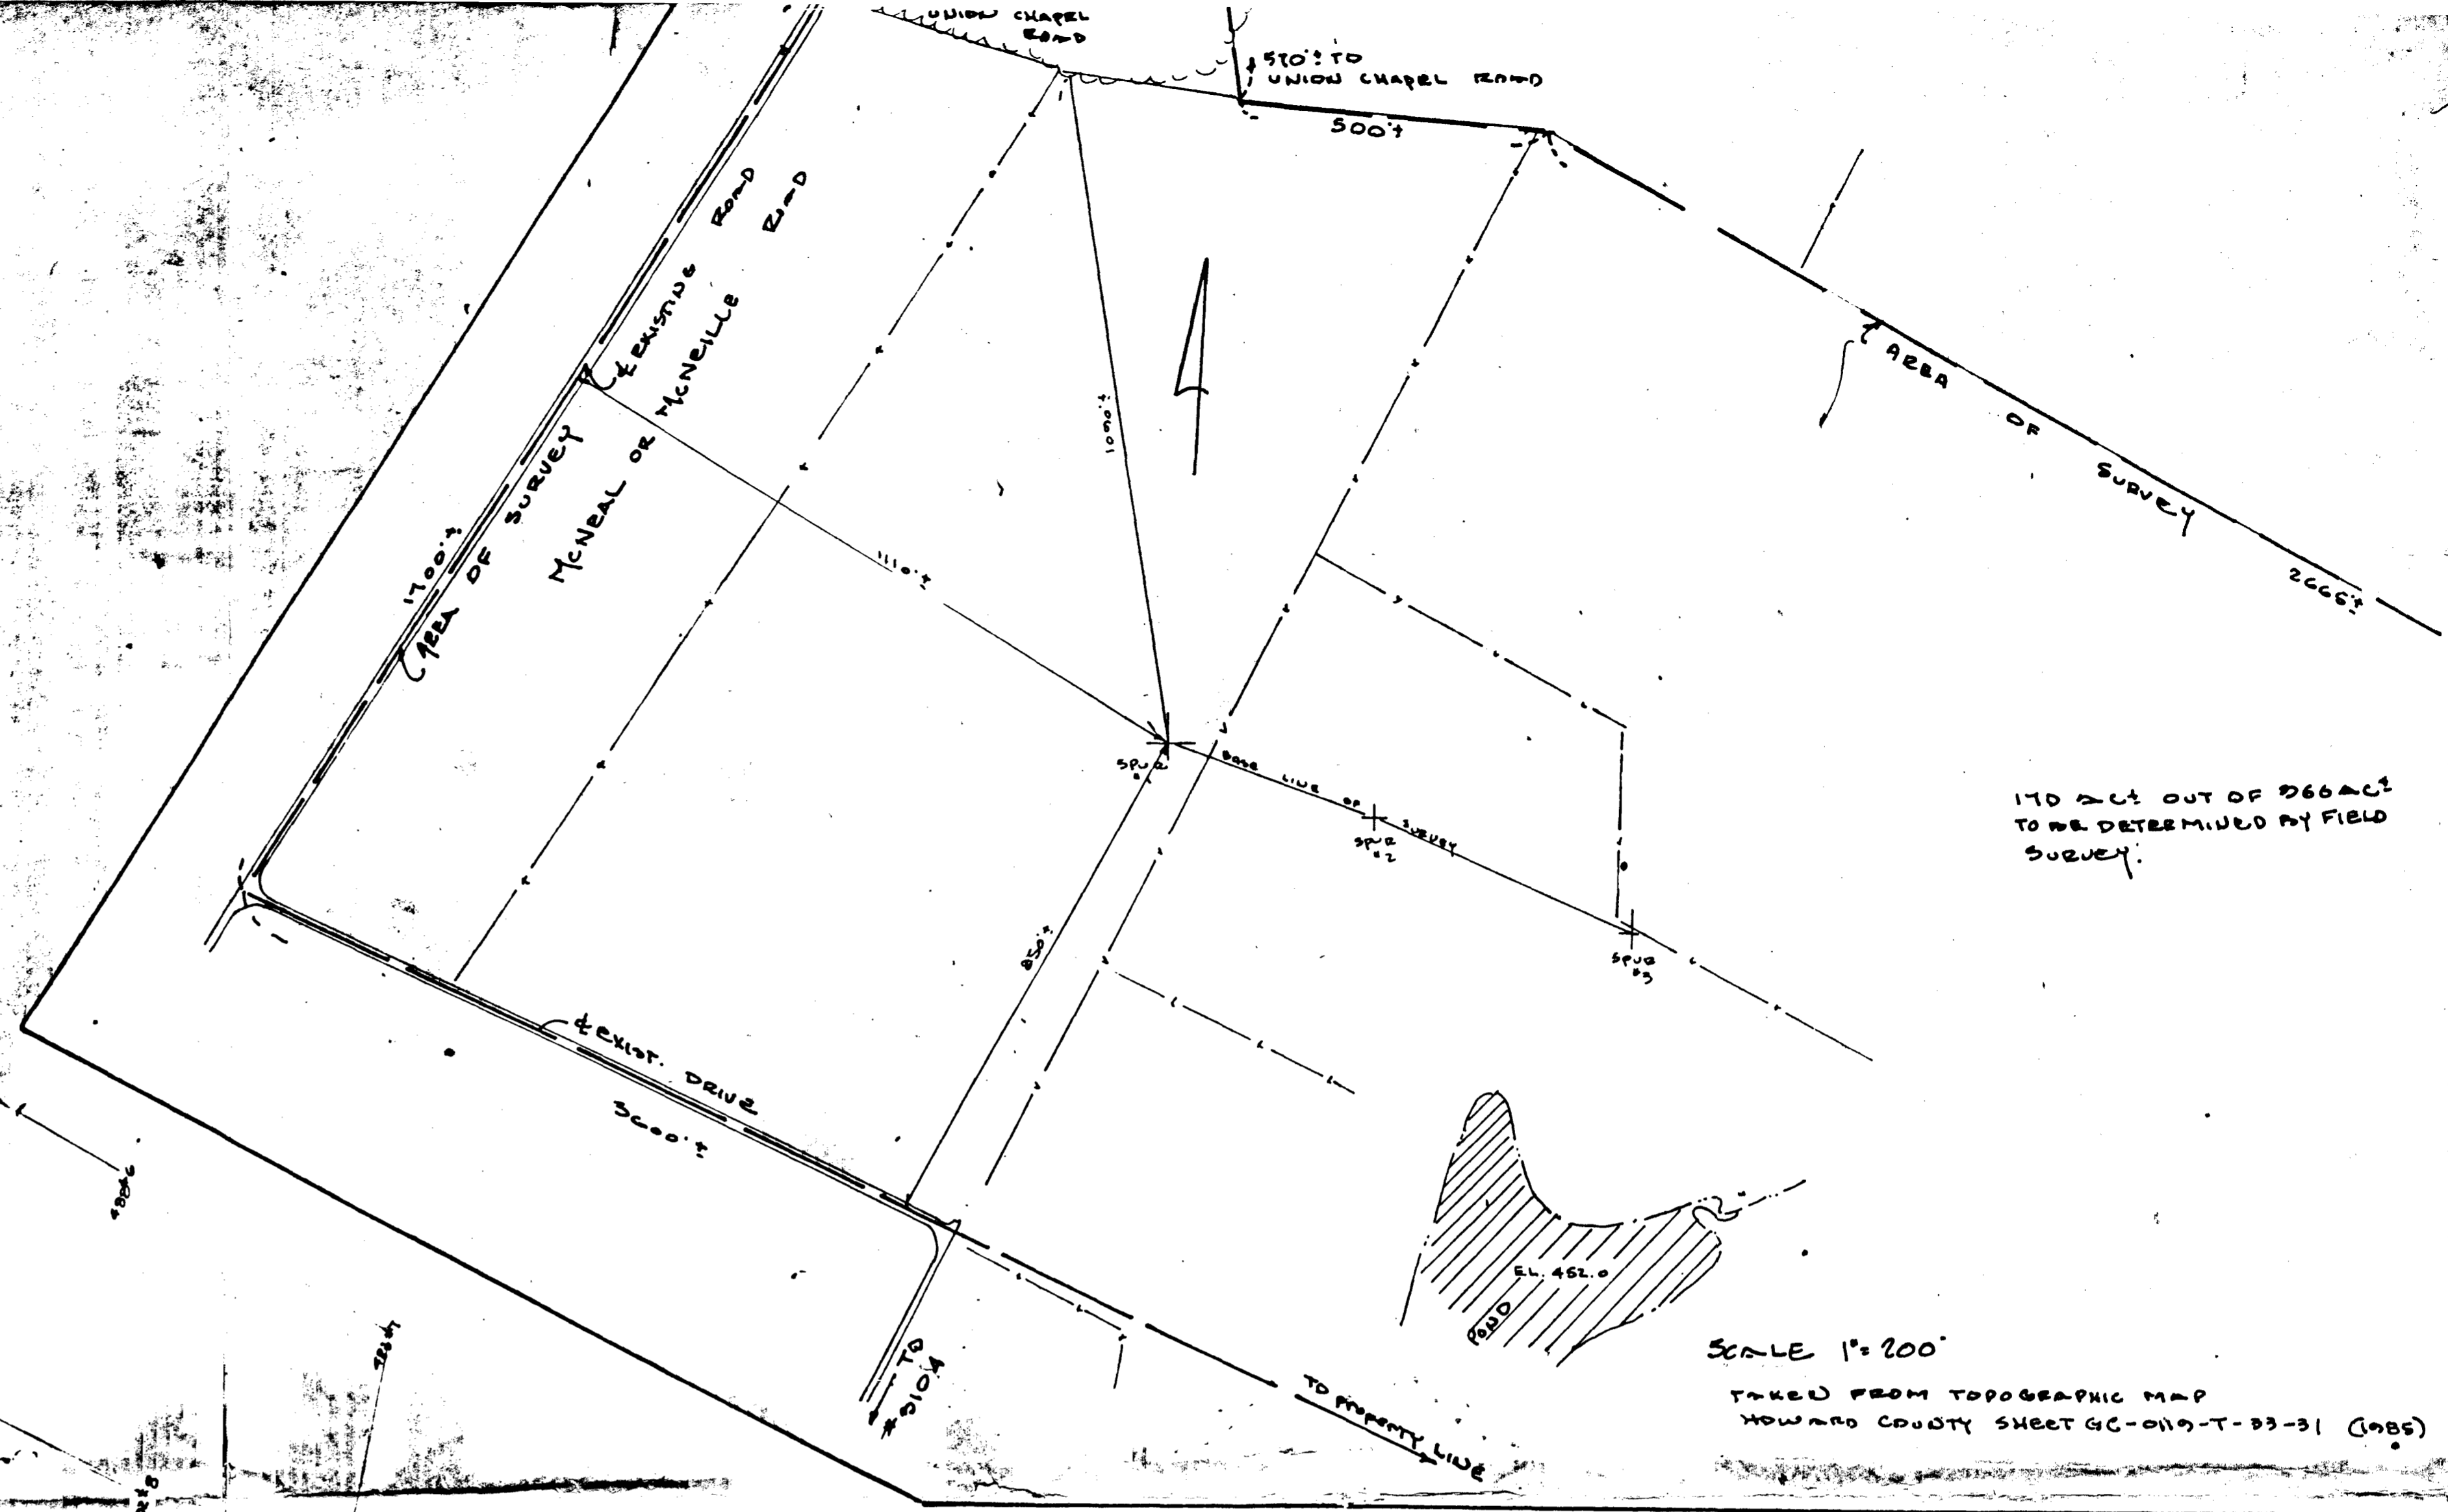 UNION CHAPEL
ROAD
570'± TO
UNION CHAPEL ROAD
500'±
℄ EXISTING ROAD
MCNEAL OR MCNEILLE ROAD
1700'±
AREA OF SURVEY
1110'±
AREA OF SURVEY
2665'±
SPUR
BASE LINE OF SURVEY
SPUR
#2
SPUR
#3
850'±
170 AC± OUT OF 366 AC±
TO BE DETERMINED BY FIELD
SURVEY.
℄ EXIST. DRIVE
3600'±
TO
#3104
EL. 452.0
POND
TO PROPERTY LINE
SCALE 1"= 200'
TAKEN FROM TOPOGRAPHIC MAP
HOWARD COUNTY SHEET GC-0119-T-33-31 (1985)